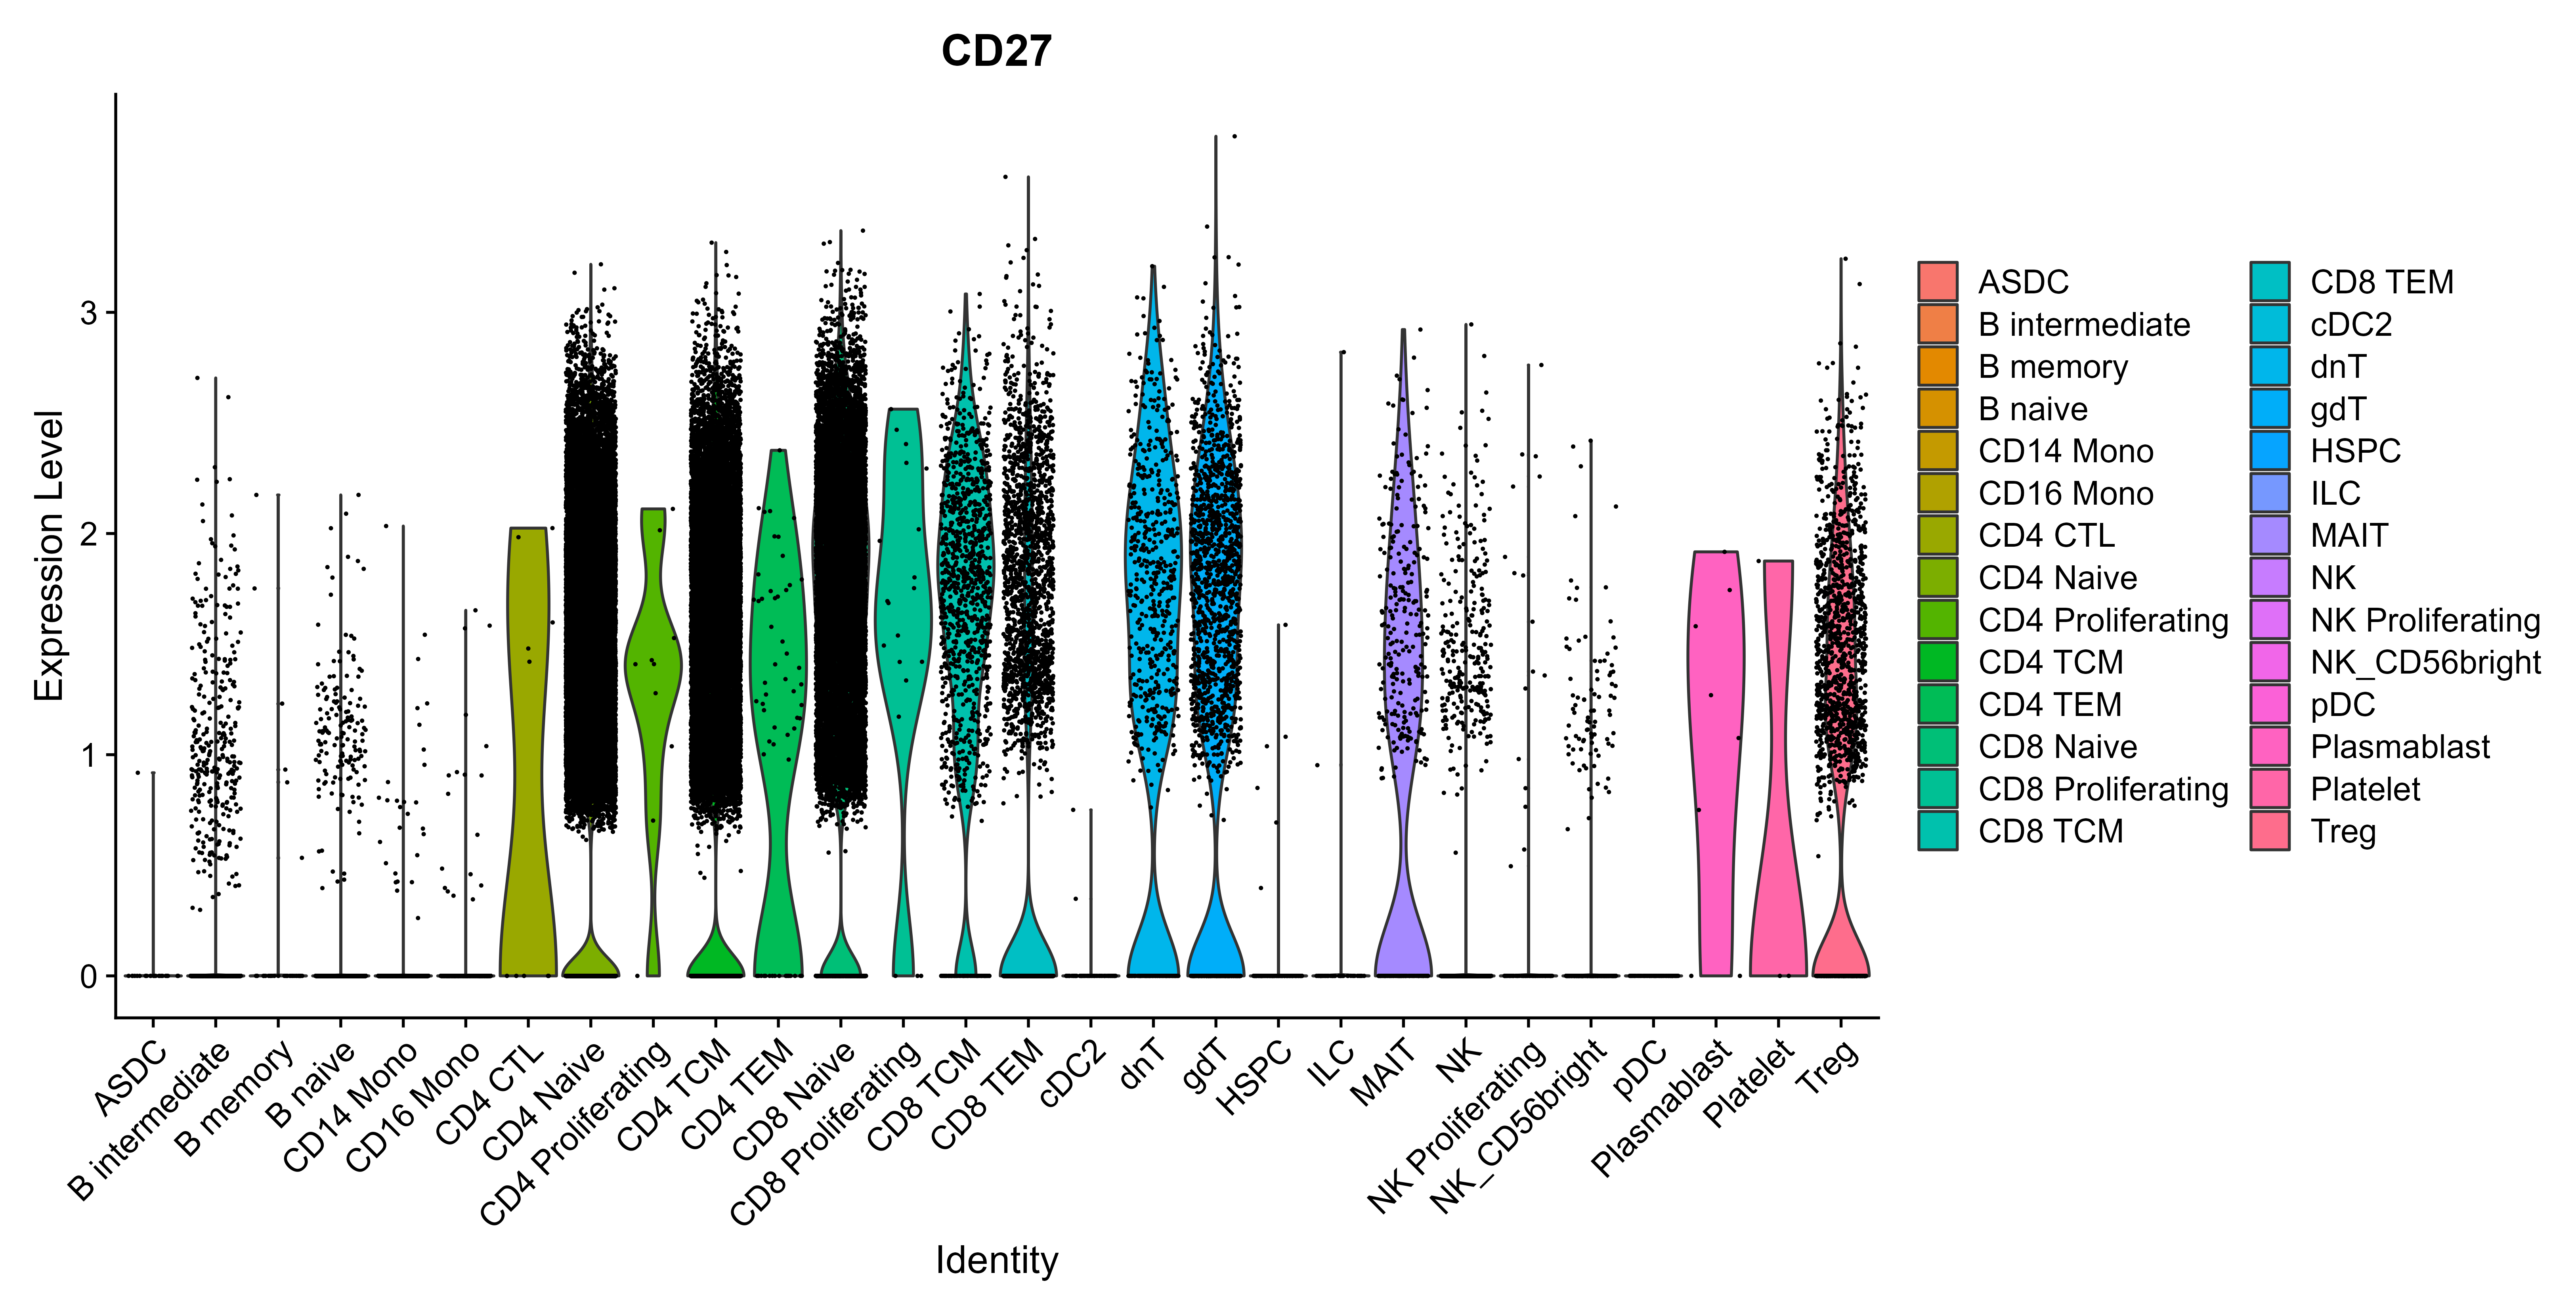 CD27
Expression Level
3
2
1
0
ASDC
B intermediate
B memory
B naive
CD14 Mono
CD16 Mono
CD4 CTL
CD4 Naive
CD4 Proliferating
CD4 TCM
CD4 TEM
CD8 Naive
CD8 Proliferating
CD8 TCM
CD8 TEM
cDC2
dnT
gdT
HSPC
ILC
MAIT
NK
NK Proliferating
NK_CD56bright
pDC
Plasmablast
Platelet
Treg
Identity
ASDC
B intermediate
B memory
B naive
CD14 Mono
CD16 Mono
CD4 CTL
CD4 Naive
CD4 Proliferating
CD4 TCM
CD4 TEM
CD8 Naive
CD8 Proliferating
CD8 TCM
CD8 TEM
cDC2
dnT
gdT
HSPC
ILC
MAIT
NK
NK Proliferating
NK_CD56bright
pDC
Plasmablast
Platelet
Treg